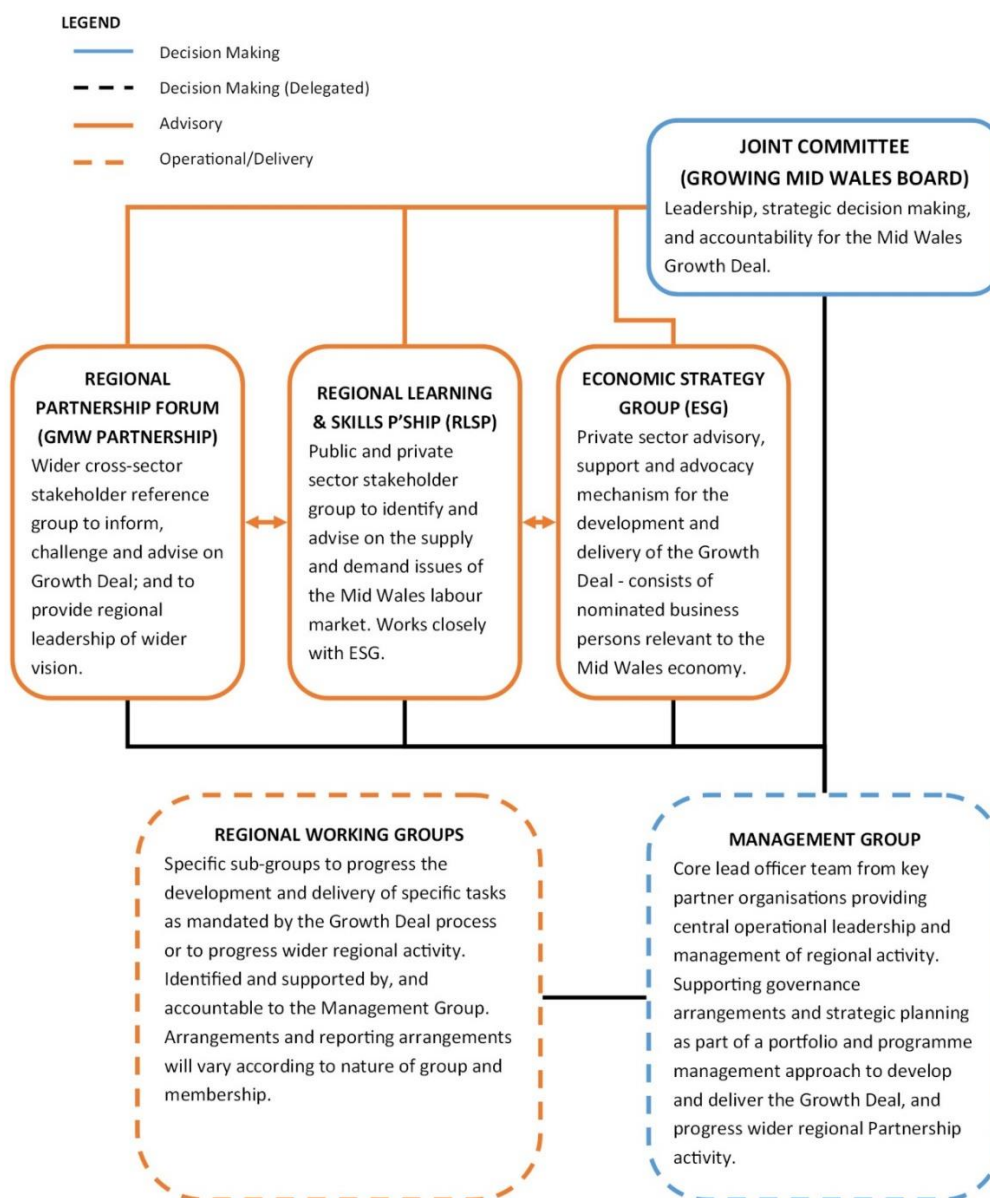 LEGEND
Decision Making
Decision Making (Delegated)
Advisory
Operational/Delivery
JOINT COMMITTEE
(GROWING MID WALES BOARD)
Leadership, strategic decision making,
and accountability for the Mid Wales
Growth Deal.
REGIONAL
PARTNERSHIP FORUM
(GMW PARTNERSHIP)
Wider cross-sector
stakeholder reference
group to inform,
challenge and advise on
Growth Deal; and to
provide regional
leadership of wider
vision.
REGIONAL LEARNING
& SKILLS P'SHIP (RLSP)
Public and private
sector stakeholder
group to identify and
advise on the supply
and demand issues of
the Mid Wales labour
market. Works closely
with ESG.
ECONOMIC STRATEGY
GROUP (ESG)
Private sector advisory,
support and advocacy
mechanism for the
development and
delivery of the Growth
Deal - consists of
nominated business
persons relevant to the
Mid Wales economy.
REGIONAL WORKING GROUPS
Specific sub-groups to progress the
development and delivery of specific tasks
as mandated by the Growth Deal process
or to progress wider regional activity.
Identified and supported by, and
accountable to the Management Group.
Arrangements and reporting arrangements
will vary according to nature of group and
membership.
MANAGEMENT GROUP
Core lead officer team from key
partner organisations providing
central operational leadership and
management of regional activity.
Supporting governance
arrangements and strategic planning
as part of a portfolio and programme
management approach to develop
and deliver the Growth Deal, and
progress wider regional Partnership
activity.